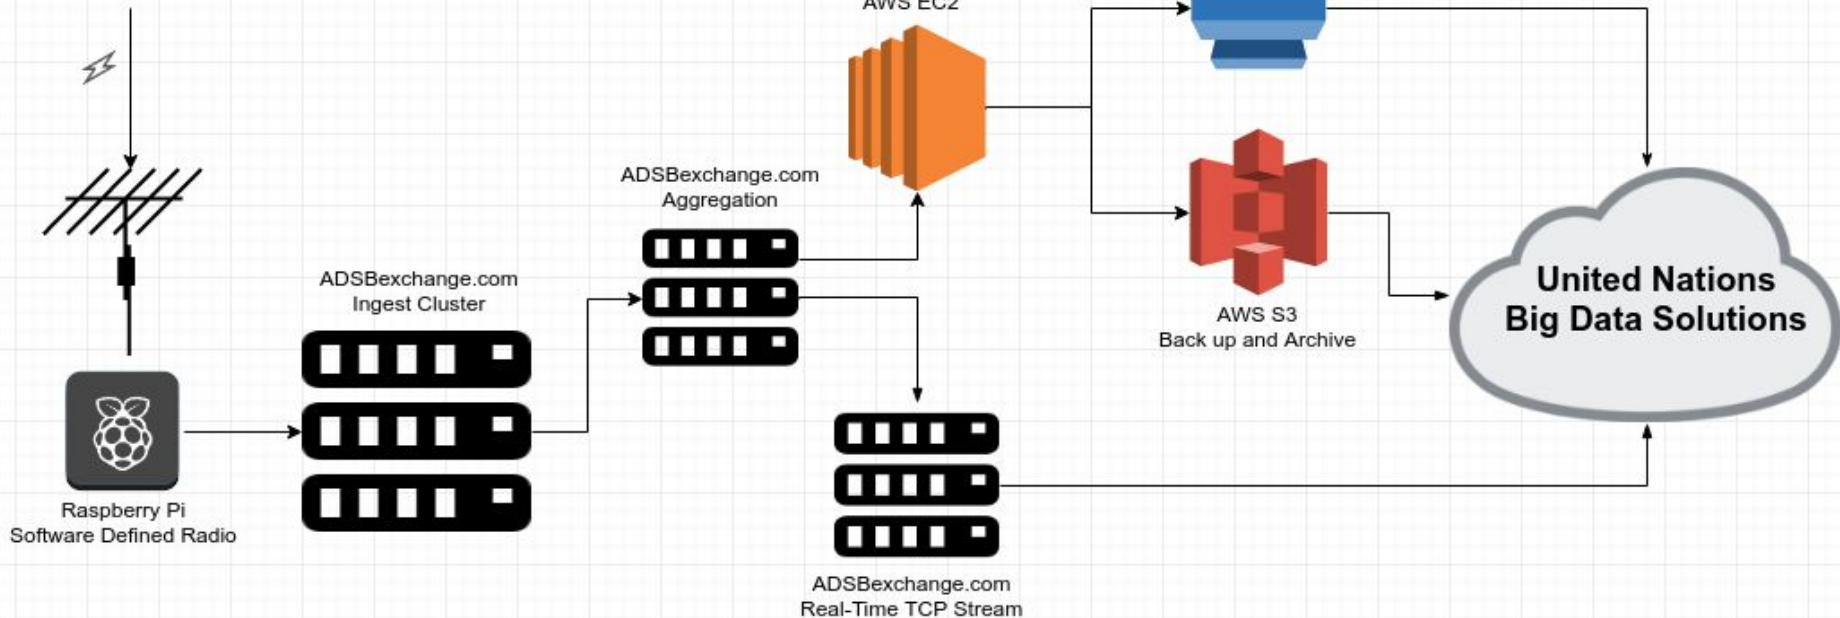 AWS EC2
ADSBexchange.com
Aggregation
ADSBexchange.com
Ingest Cluster
United Nations
Big Data Solutions
AWS S3
Back up and Archive
Raspberry Pi
Software Defined Radio
ADSBexchange.com
Real-Time TCP Stream